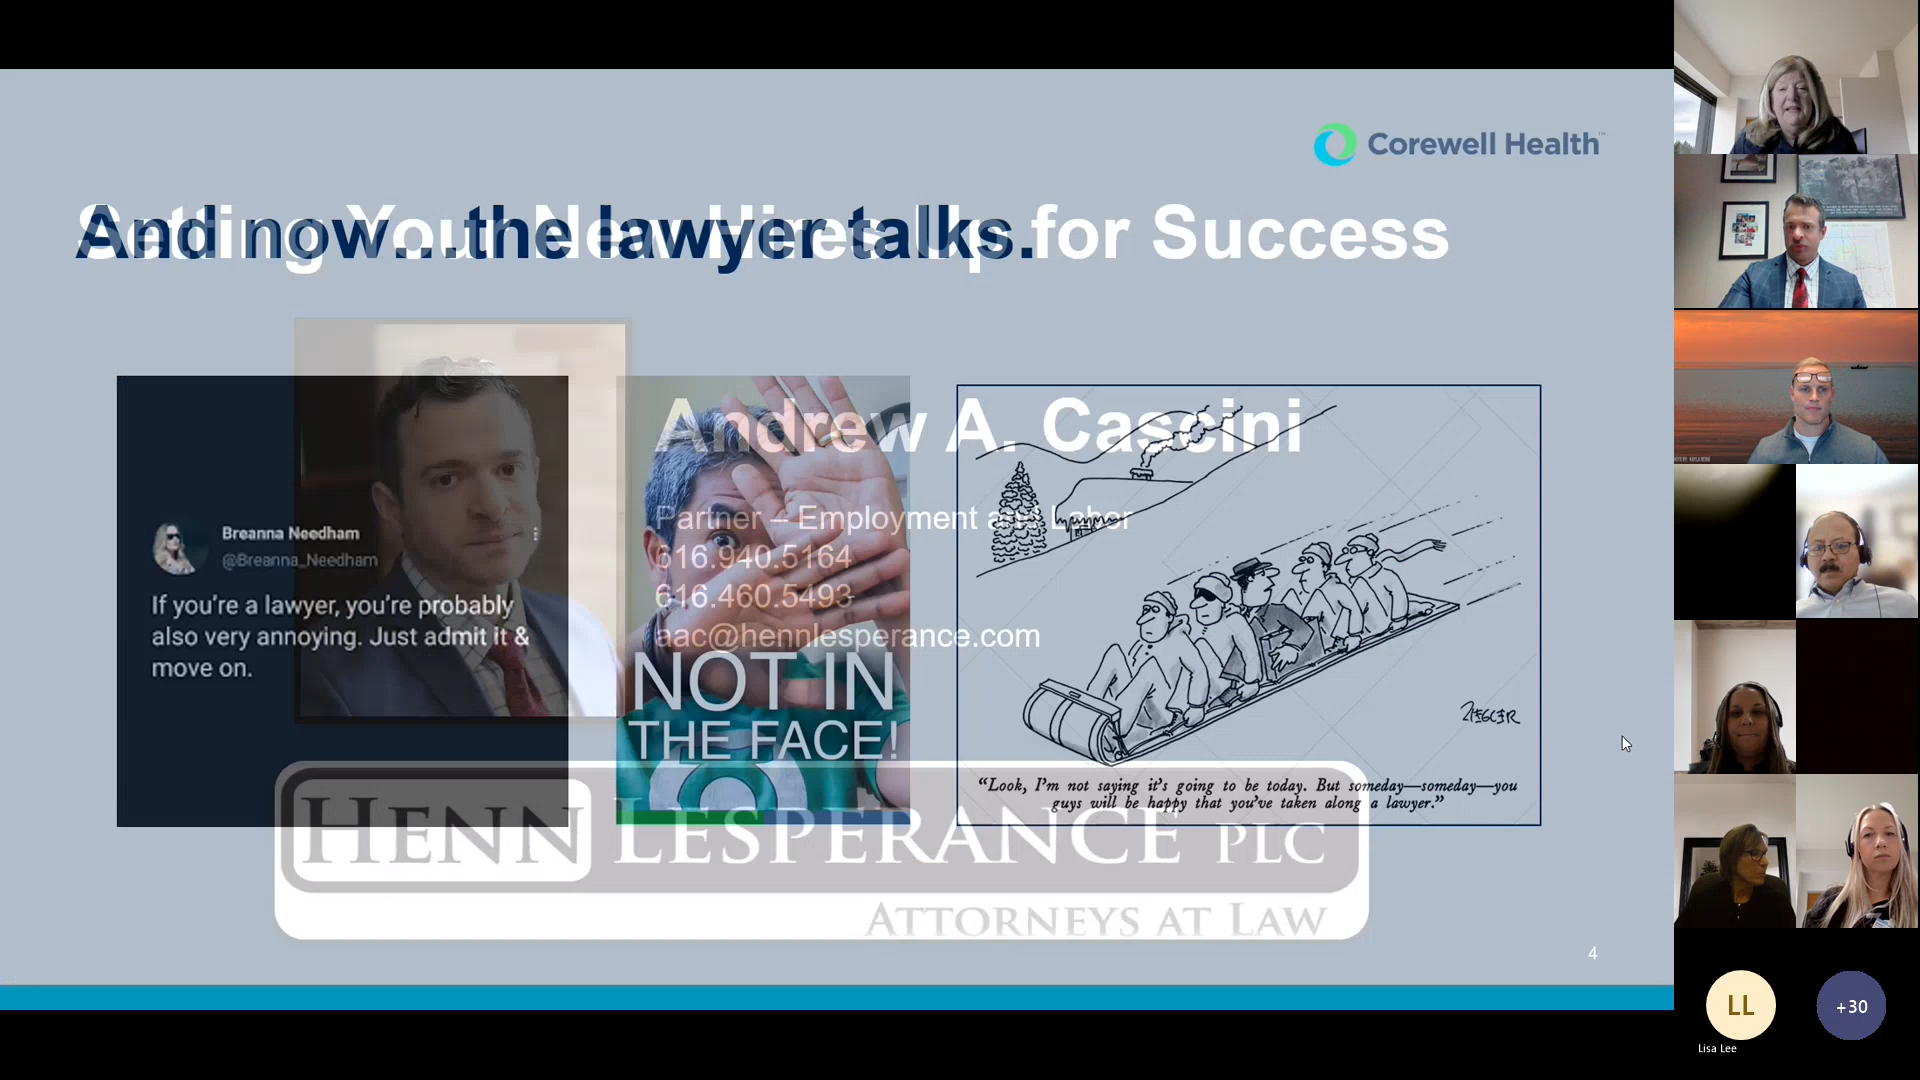 Corewell Health™
Setting Your New Hires Up for Success
And now…the lawyer talks.
Andrew A. Cascini
Partner – Employment and Labor
616.940.5164
616.460.5493
aac@hennlesperance.com
Breanna Needham
@Breanna_Needham
If you're a lawyer, you're probably
also very annoying. Just admit it &
move on.
NOT IN
THE FACE!
ZIEGLER
“Look, I'm not saying it's going to be today. But someday—someday—you
guys will be happy that you've taken along a lawyer.”
HENN LESPERANCE PLC
ATTORNEYS AT LAW
4
LL
+30
Lisa Lee